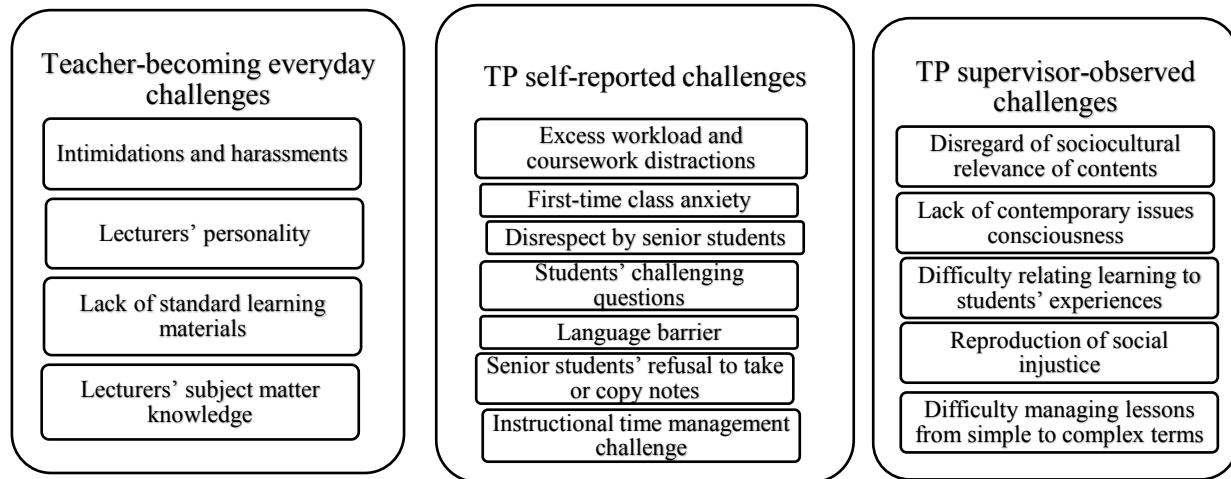 Teacher-becoming everyday
challenges
Intimidations and harassments
Lecturers’ personality
Lack of standard learning
materials
Lecturers’ subject matter
knowledge
TP self-reported challenges
Excess workload and
coursework distractions
First-time class anxiety
Disrespect by senior students
Students’ challenging
questions
Language barrier
Senior students’ refusal to take
or copy notes
Instructional time management
challenge
TP supervisor-observed
challenges
Disregard of sociocultural
relevance of contents
Lack of contemporary issues
consciousness
Difficulty relating learning to
students’ experiences
Reproduction of social
injustice
Difficulty managing lessons
from simple to complex terms